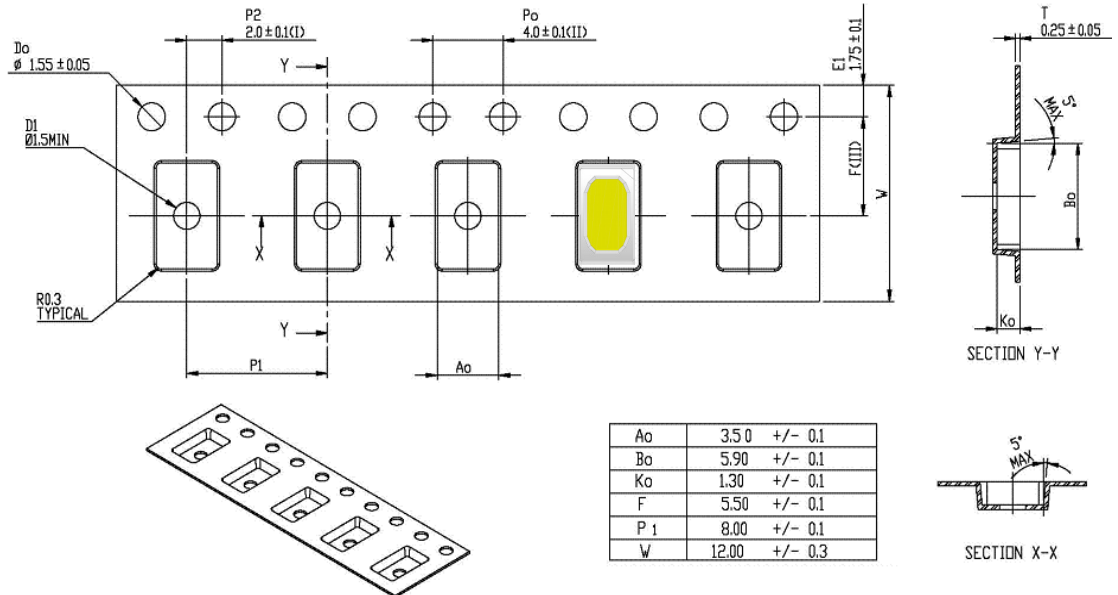 P2
2.0±0.1(I)
Po
4.0±0.1(II)
T
0.25±0.05
E1
1.75±0.1
Do
ø 1.55±0.05
Y
5°
MAX
D1
Ø1.5MIN
F(III)
W
Bo
X
X
R0.3
TYPICAL
Y
Ko
SECTION Y-Y
P1
Ao
Ao 3.50 +/- 0.1
Bo 5.90 +/- 0.1
Ko 1.30 +/- 0.1
F 5.50 +/- 0.1
P 1 8.00 +/- 0.1
W 12.00 +/- 0.3
5°
MAX
SECTION X-X